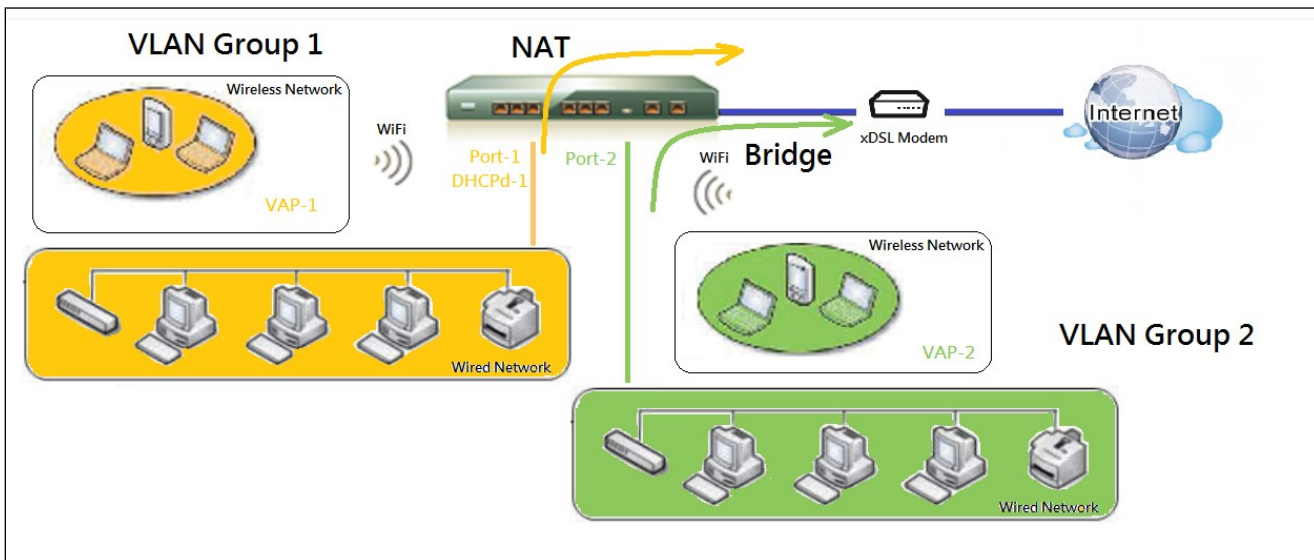 VLAN Group 1
NAT
Wireless Network
WiFi
VAP-1
Port-1
DHCPd-1
Port-2
WiFi
Bridge
xDSL Modem
Internet
Wired Network
Wireless Network
VAP-2
VLAN Group 2
Wired Network